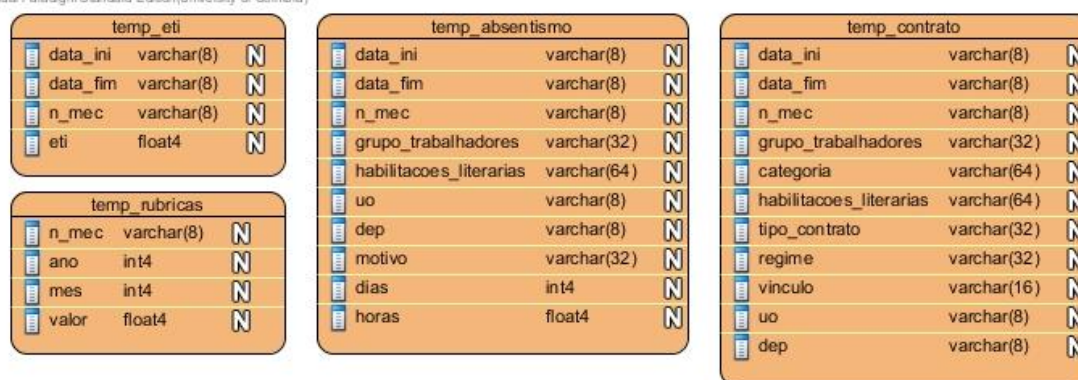 temp_eti
data_ini varchar(8) N
data_fim varchar(8) N
n_mec varchar(8) N
eti float4 N
temp_rubricas
n_mec varchar(8) N
ano int4 N
mes int4 N
valor float4 N
temp_absentismo
data_ini varchar(8) N
data_fim varchar(8) N
n_mec varchar(8) N
grupo_trabalhadores varchar(32) N
habilitacoes_literarias varchar(64) N
uo varchar(8) N
dep varchar(8) N
motivo varchar(32) N
dias int4 N
horas float4 N
temp_contrato
data_ini varchar(8) N
data_fim varchar(8) N
n_mec varchar(8) N
grupo_trabalhadores varchar(32) N
categoria varchar(64) N
habilitacoes_literarias varchar(64) N
tipo_contrato varchar(32) N
regime varchar(32) N
vinculo varchar(16) N
uo varchar(8) N
dep varchar(8) N